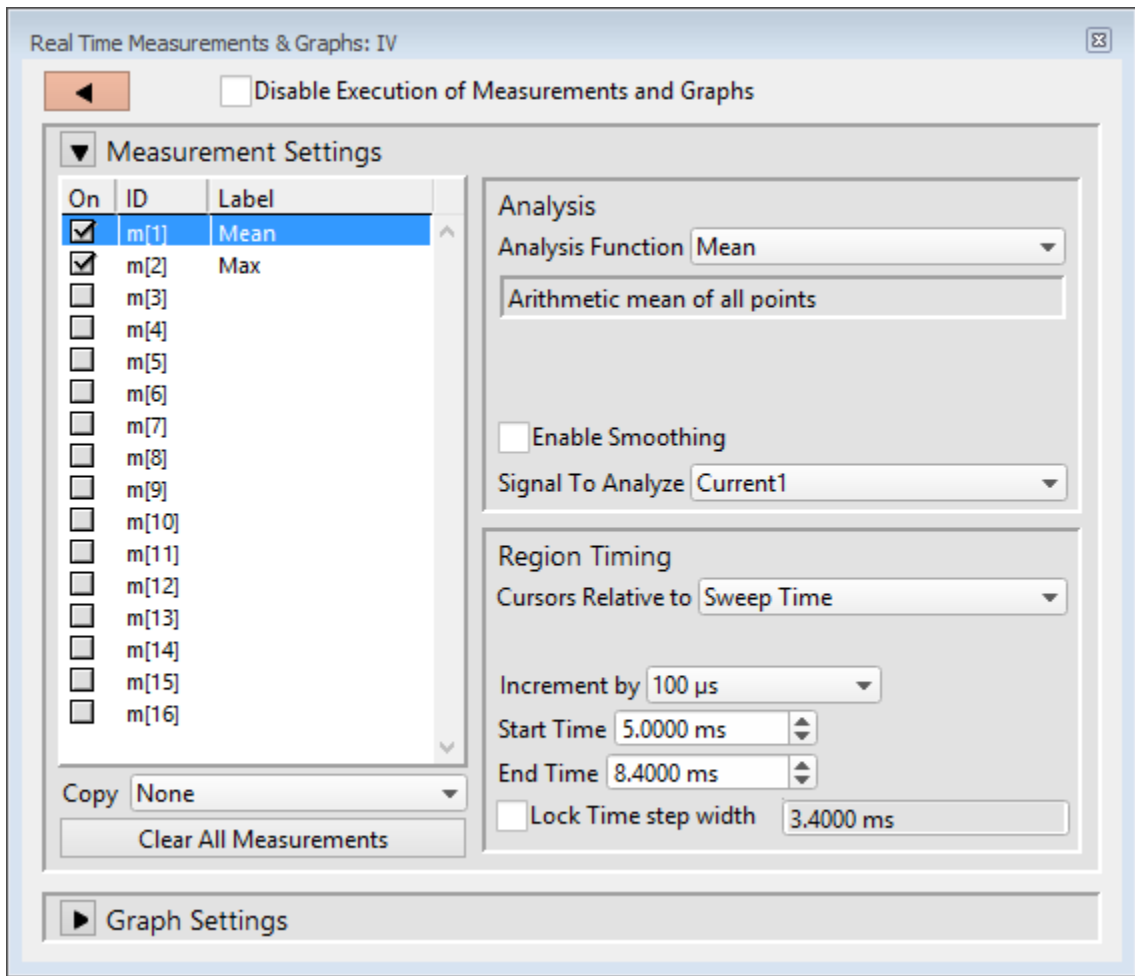 Real Time Measurements & Graphs: IV
Disable Execution of Measurements and Graphs
Measurement Settings
On ID Label
m[1] Mean
m[2] Max
m[3]
m[4]
m[5]
m[6]
m[7]
m[8]
m[9]
m[10]
m[11]
m[12]
m[13]
m[14]
m[15]
m[16]
Copy None
Clear All Measurements
Analysis
Analysis Function Mean
Arithmetic mean of all points
Enable Smoothing
Signal To Analyze Current1
Region Timing
Cursors Relative to Sweep Time
Increment by 100 µs
Start Time 5.0000 ms
End Time 8.4000 ms
Lock Time step width 3.4000 ms
Graph Settings